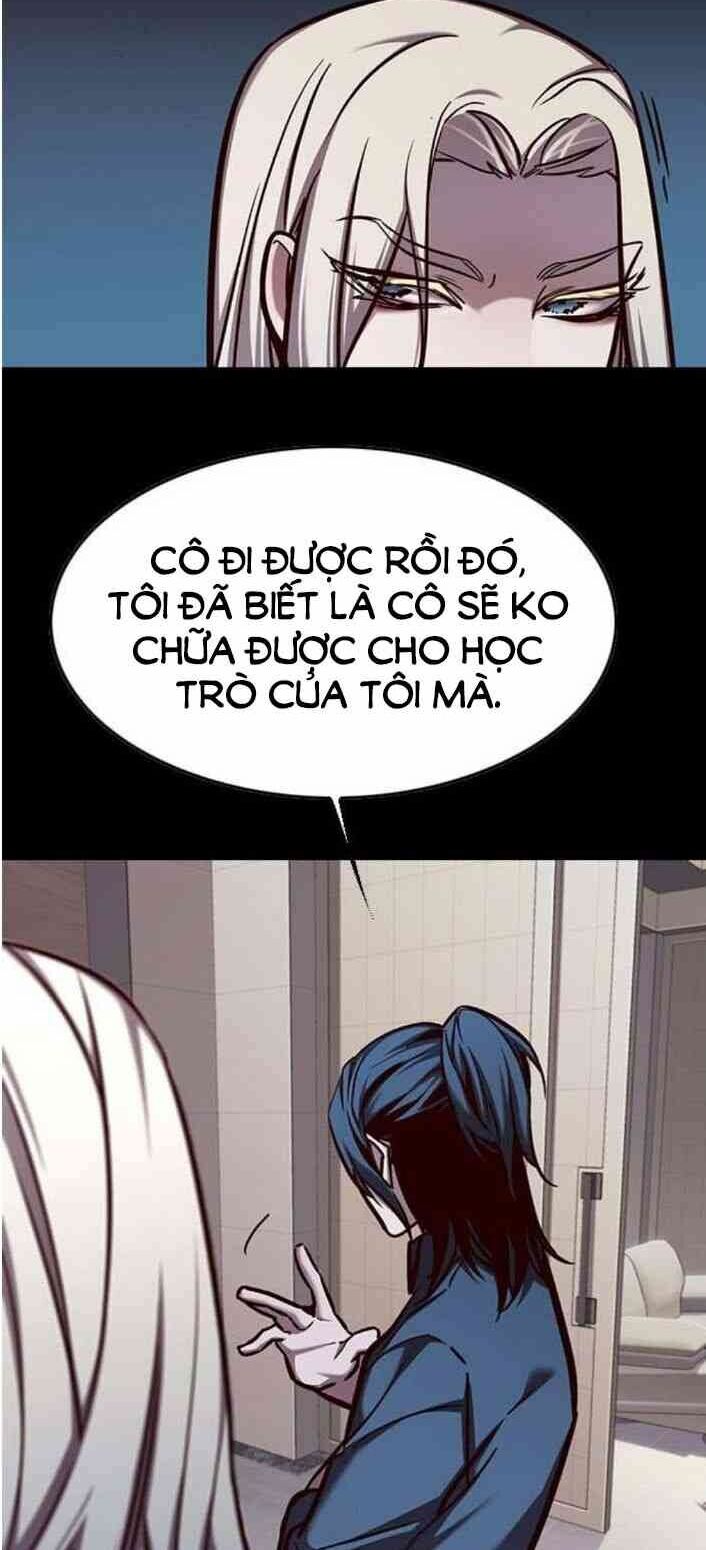 CÔ ĐI ĐƯỢC RỒI ĐÓ,
TÔI ĐÃ BIẾT LÀ CÔ SẼ KO
CHỮA ĐƯỢC CHO HỌC
TRÒ CỦA TÔI MÀ.